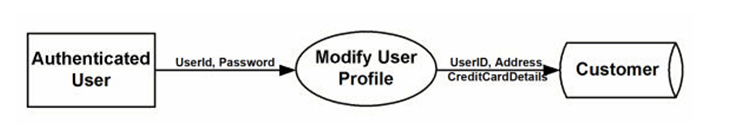 Authenticated
User
UserId, Password
Modify User
Profile
UserID, Address,
CreditCardDetails
Customer